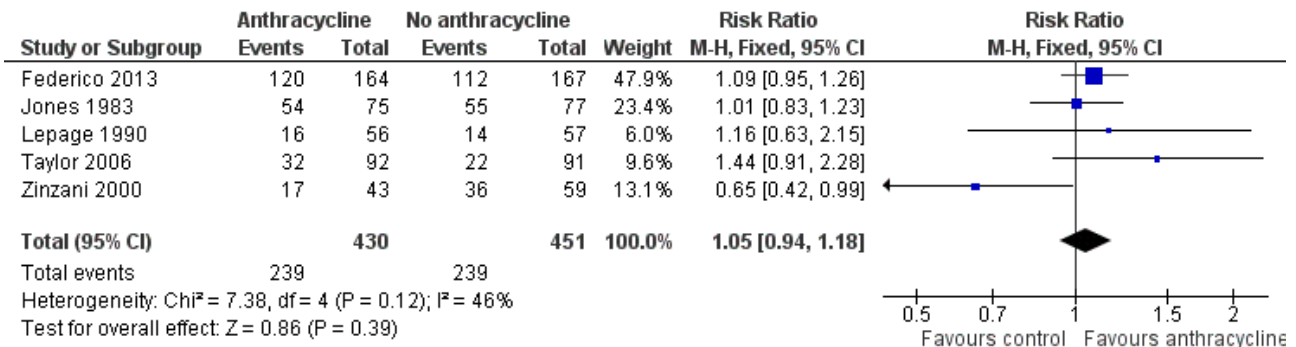 Anthracycline No anthracycline Risk Ratio Risk Ratio
Study or Subgroup Events Total Events Total Weight M-H, Fixed, 95% CI M-H, Fixed, 95% CI
Federico 2013 120 164 112 167 47.9% 1.09 [0.95, 1.26]
Jones 1983 54 75 55 77 23.4% 1.01 [0.83, 1.23]
Lepage 1990 16 56 14 57 6.0% 1.16 [0.63, 2.15]
Taylor 2006 32 92 22 91 9.6% 1.44 [0.91, 2.28]
Zinzani 2000 17 43 36 59 13.1% 0.65 [0.42, 0.99]
Total (95% CI) 430 451 100.0% 1.05 [0.94, 1.18]
Total events 239 239
Heterogeneity: Chi² = 7.38, df = 4 (P = 0.12); I² = 46%
Test for overall effect: Z = 0.86 (P = 0.39)
0.5 0.7 1 1.5 2
Favours control Favours anthracycline